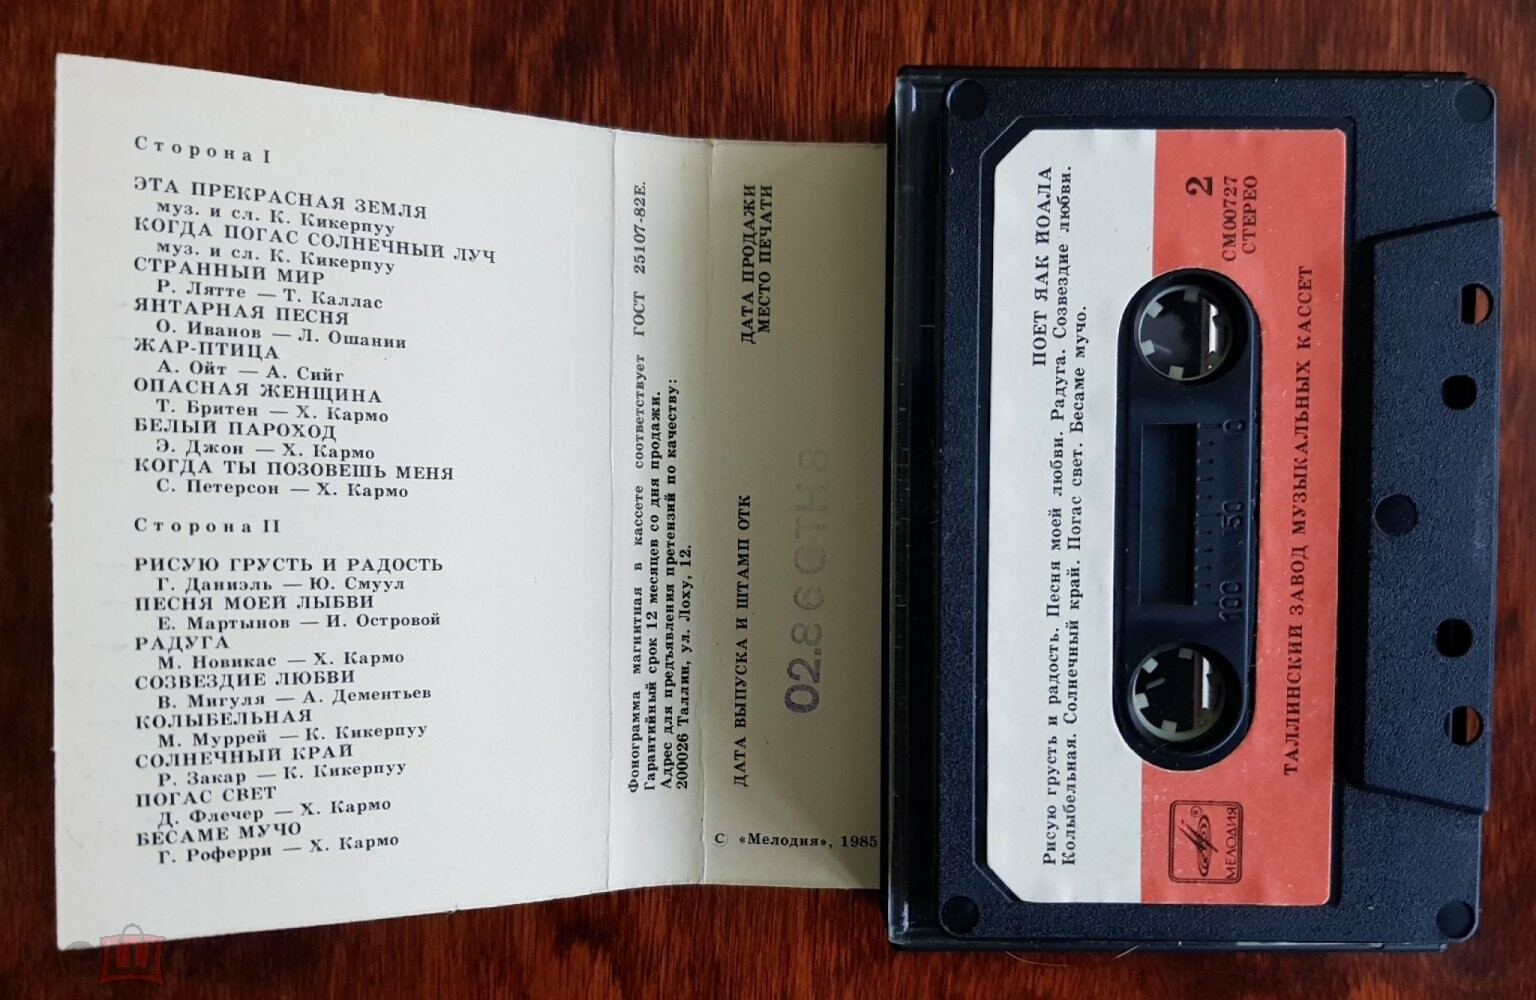 Сторона I
ЭТА ПРЕКРАСНАЯ ЗЕМЛЯ
муз. и сл. К. Кикерпуу
КОГДА ПОГАС СОЛНЕЧНЫЙ ЛУЧ
муз. и сл. К. Кикерпуу
СТРАННЫЙ МИР
Р. Лятте — Т. Каллас
ЯНТАРНАЯ ПЕСНЯ
О. Иванов — Л. Ошании
ЖАР-ПТИЦА
А. Ойт — А. Сийг
ОПАСНАЯ ЖЕНЩИНА
Т. Бритен — Х. Кармо
БЕЛЫЙ ПАРОХОД
Э. Джон — Х. Кармо
КОГДА ТЫ ПОЗОВЕШЬ МЕНЯ
С. Петерсон — Х. Кармо
Сторона II
РИСУЮ ГРУСТЬ И РАДОСТЬ
Г. Даниэль — Ю. Смуул
ПЕСНЯ МОЕЙ ЛЫБВИ
Е. Мартынов — И. Островой
РАДУГА
М. Новикас — Х. Кармо
СОЗВЕЗДИЕ ЛЮБВИ
В. Мигуля — А. Дементьев
КОЛЫБЕЛЬНАЯ
М. Муррей — К. Кикерпуу
СОЛНЕЧНЫЙ КРАЙ
Р. Закар — К. Кикерпуу
ПОГАС СВЕТ
Д. Флечер — Х. Кармо
БЕСАМЕ МУЧО
Г. Роферри — Х. Кармо
Фонограмма магнитная в кассете соответствует ГОСТ 25107-82Е.
Гарантийный срок 12 месяцев со дня продажи.
Адрес для предъявления претензий по качеству:
200026 Таллин, ул. Лоху, 12.
ДАТА ВЫПУСКА И ШТАМП ОТК
02.86 ОТН 8
ДАТА ПРОДАЖИ
МЕСТО ПЕЧАТИ
© «Мелодия», 1985
ПОЕТ ЯАК ЙОАЛА
Рисую грусть и радость. Песня моей любви. Радуга. Созвездие любви.
Колыбельная. Солнечный край. Погас свет. Бесаме мучо.
2
СМ00727
СТЕРЕО
100 50 0
МЕЛОДИЯ
ТАЛЛИНСКИЙ ЗАВОД МУЗЫКАЛЬНЫХ КАССЕТ